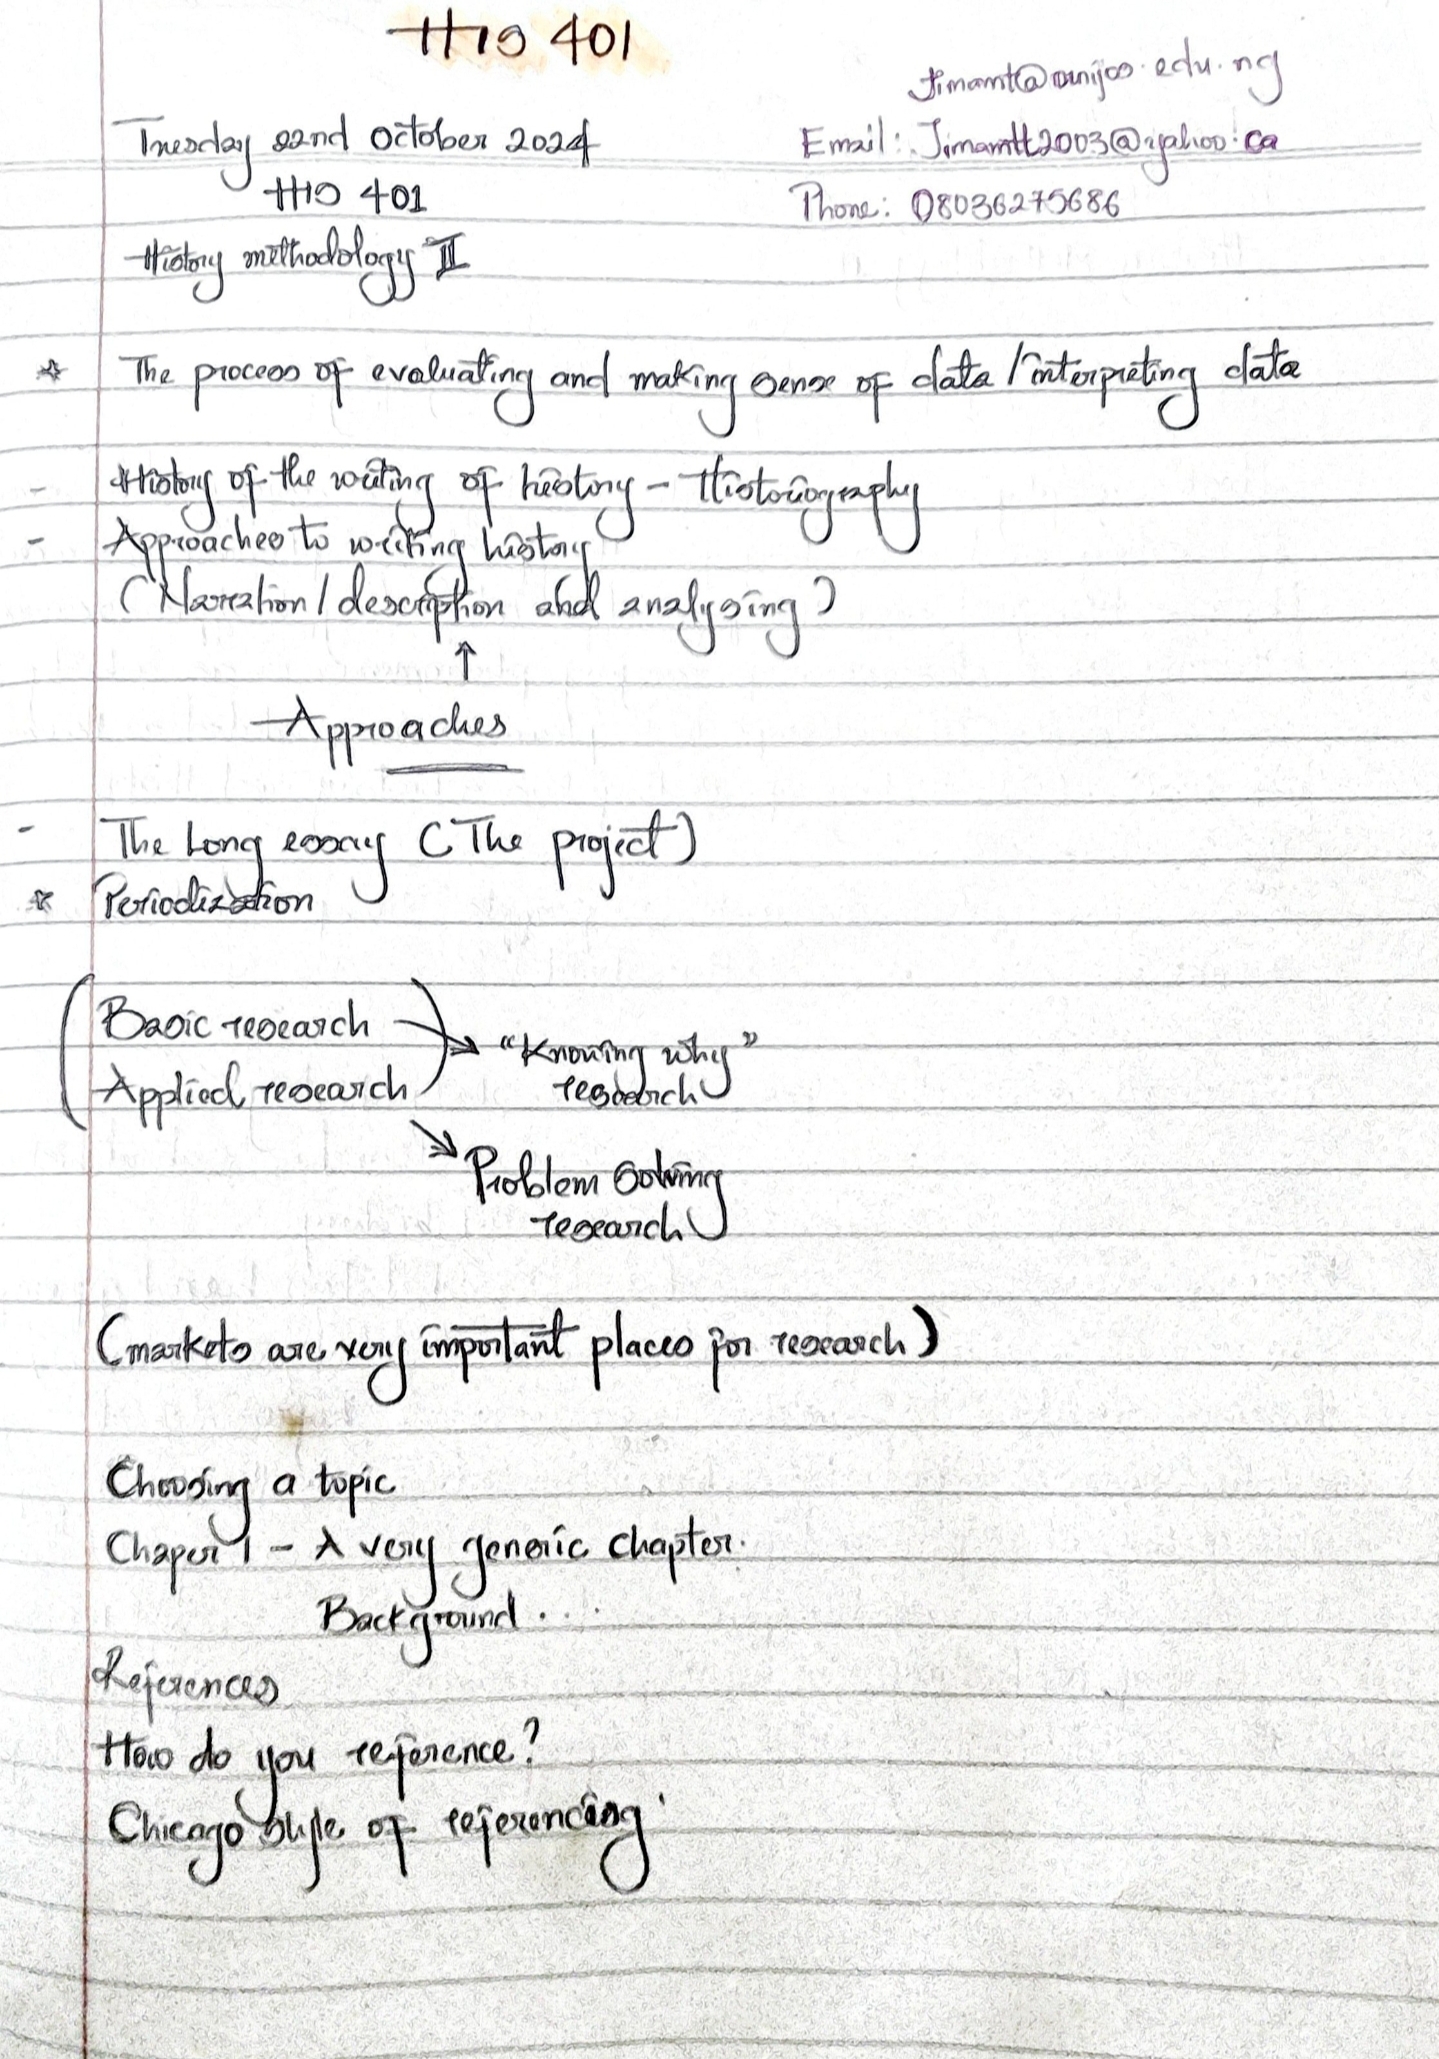 HIS 401
Jimamt@unijos.edu.ng
Tuesday 22nd October 2024
Email: Jimamtt2003@yahoo.ca
HIS 401
Phone: 08036275686
History methodology II
☆ The process of evaluating and making sense of data / interpreting data
- History of the writing of history - Historiography
- Approaches to writing history
(Narration / description and analysing)
↑
Approaches
- The Long essay (The project)
☆ Periodization
(Basic research → "Knowing why"
research
Applied research)
↘ Problem Solving
research
(markets are very important places for research)
Choosing a topic
Chaper 1 - A very generic chapter.
Background....
References
How do you reference?
Chicago style of referencing.